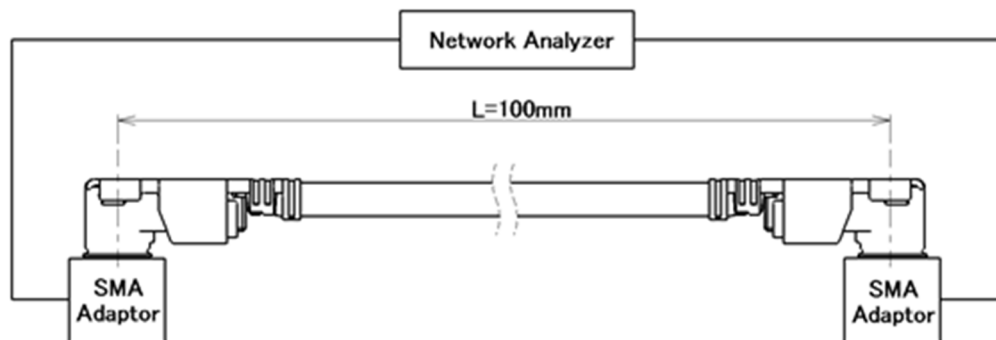 Network Analyzer
L=100mm
SMA
Adaptor
SMA
Adaptor